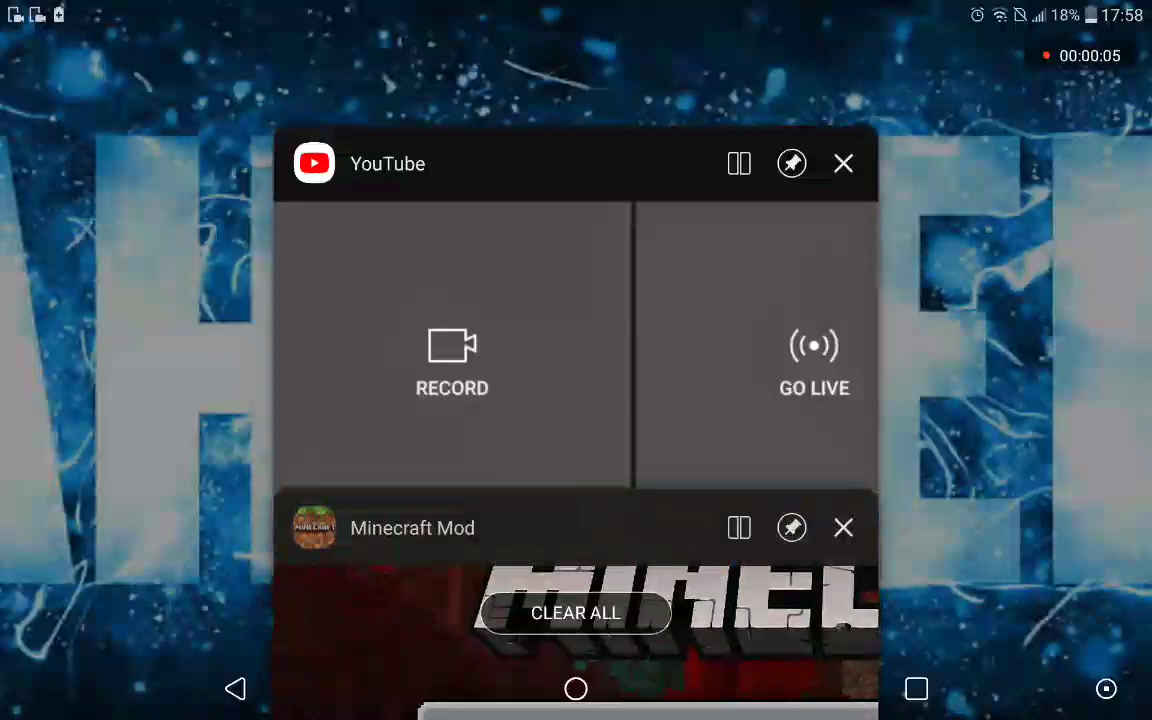 18% 17:58
00:00:05
YouTube
RECORD
GO LIVE
Minecraft Mod
CLEAR ALL